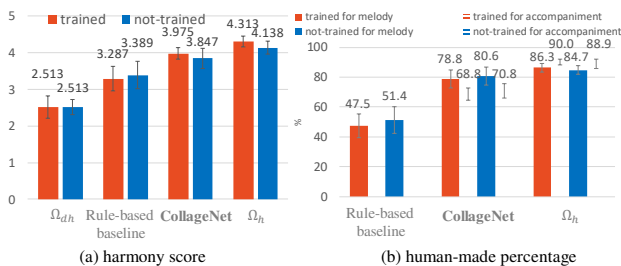 trained not-trained
5
4
3
2
1
0
2.513 2.513 3.287 3.389 3.975 3.847 4.313 4.138
Ω_dh Rule-based baseline CollageNet Ω_h
(a) harmony score
trained for melody trained for accompaniment
not-trained for melody not-trained for accompaniment
100
80
60
40
20
0
%
47.5 51.4 78.8 80.6 68.8 70.8 86.3 90.0 84.7 88.9
Rule-based baseline CollageNet Ω_h
(b) human-made percentage